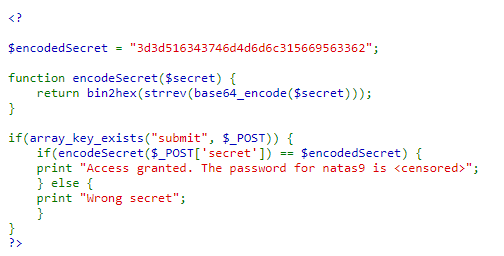 <?
$encodedSecret = "3d3d516343746d4d6d6c315669563362";
function encodeSecret($secret) {
    return bin2hex(strrev(base64_encode($secret)));
}
if(array_key_exists("submit", $_POST)) {
    if(encodeSecret($_POST['secret']) == $encodedSecret) {
    print "Access granted. The password for natas9 is <censored>";
    } else {
    print "Wrong secret";
    }
}
?>